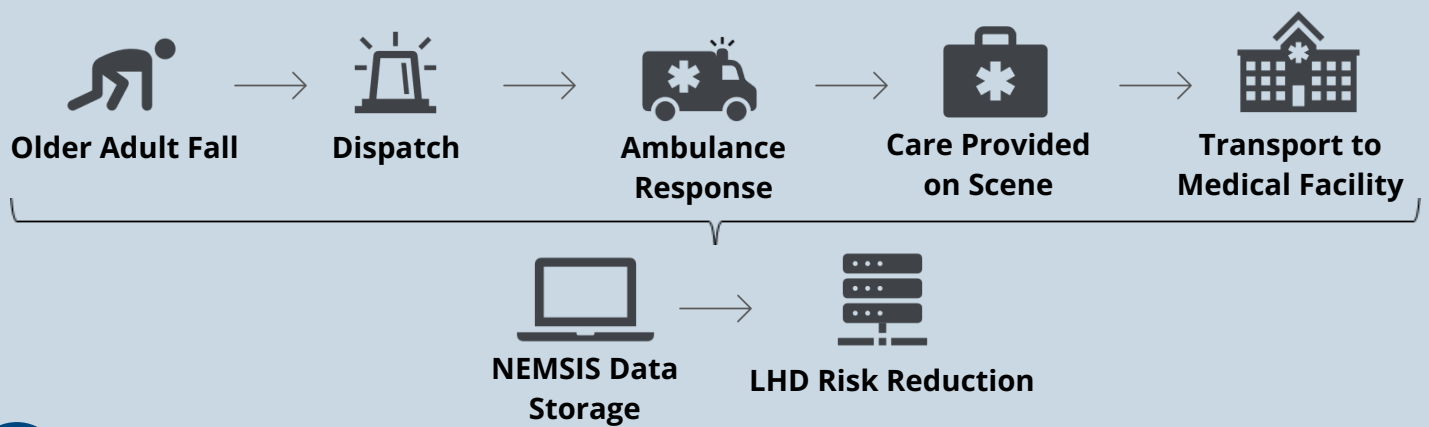 Older Adult Fall
Dispatch
Ambulance
Response
Care Provided
on Scene
Transport to
Medical Facility
NEMSIS Data
Storage
LHD Risk Reduction